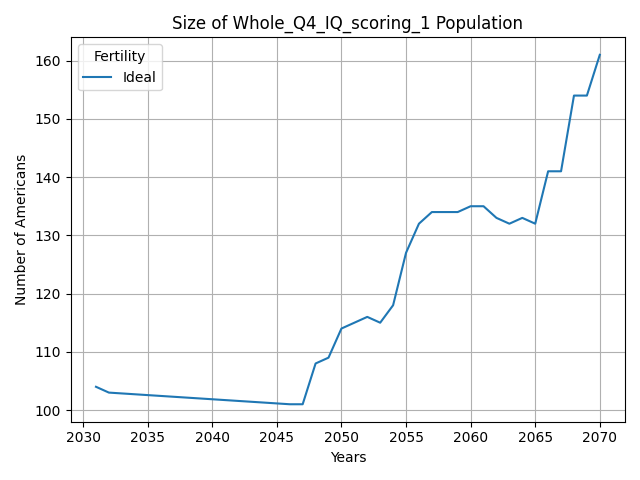 Size of Whole_Q4_IQ_scoring_1 Population
Fertility
Ideal
Number of Americans
160
150
140
130
120
110
100
2030 2035 2040 2045 2050 2055 2060 2065 2070
Years